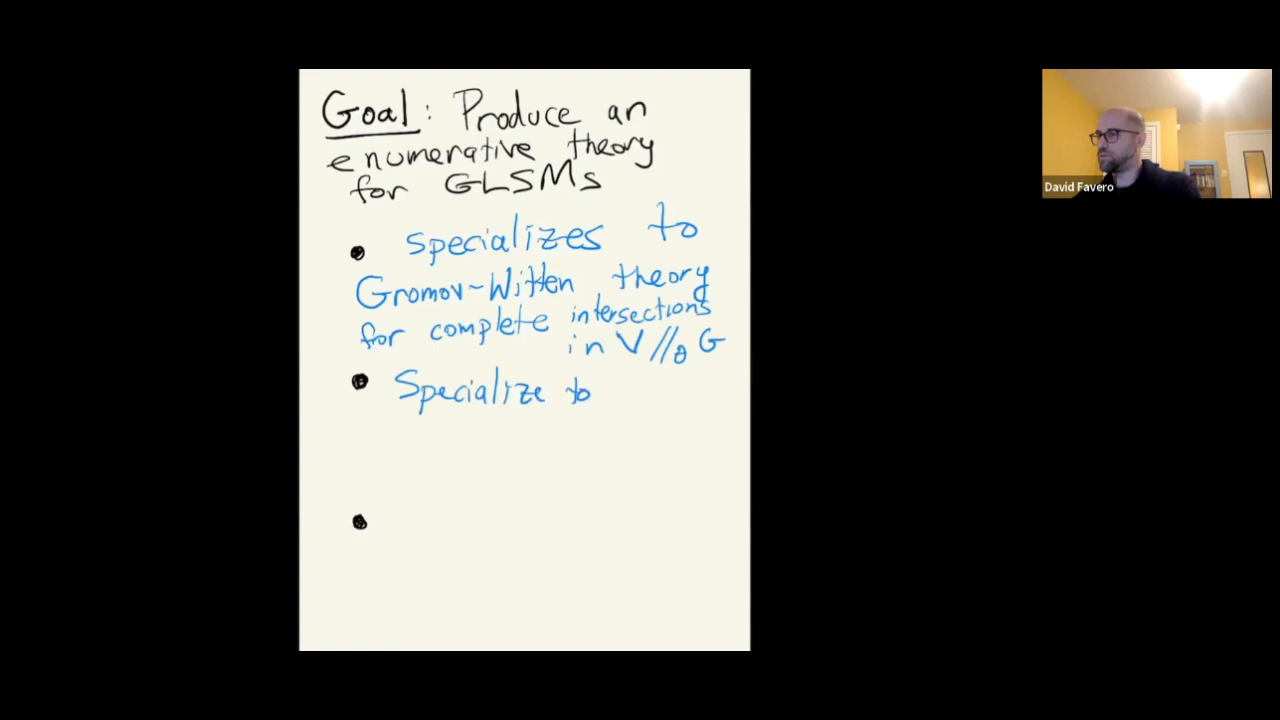 Goal: Produce an
enumerative theory
for GLSMs
• specializes to
Gromov-Witten theory
for complete intersections
in V//θ G
• Specialize to
•
David Favero